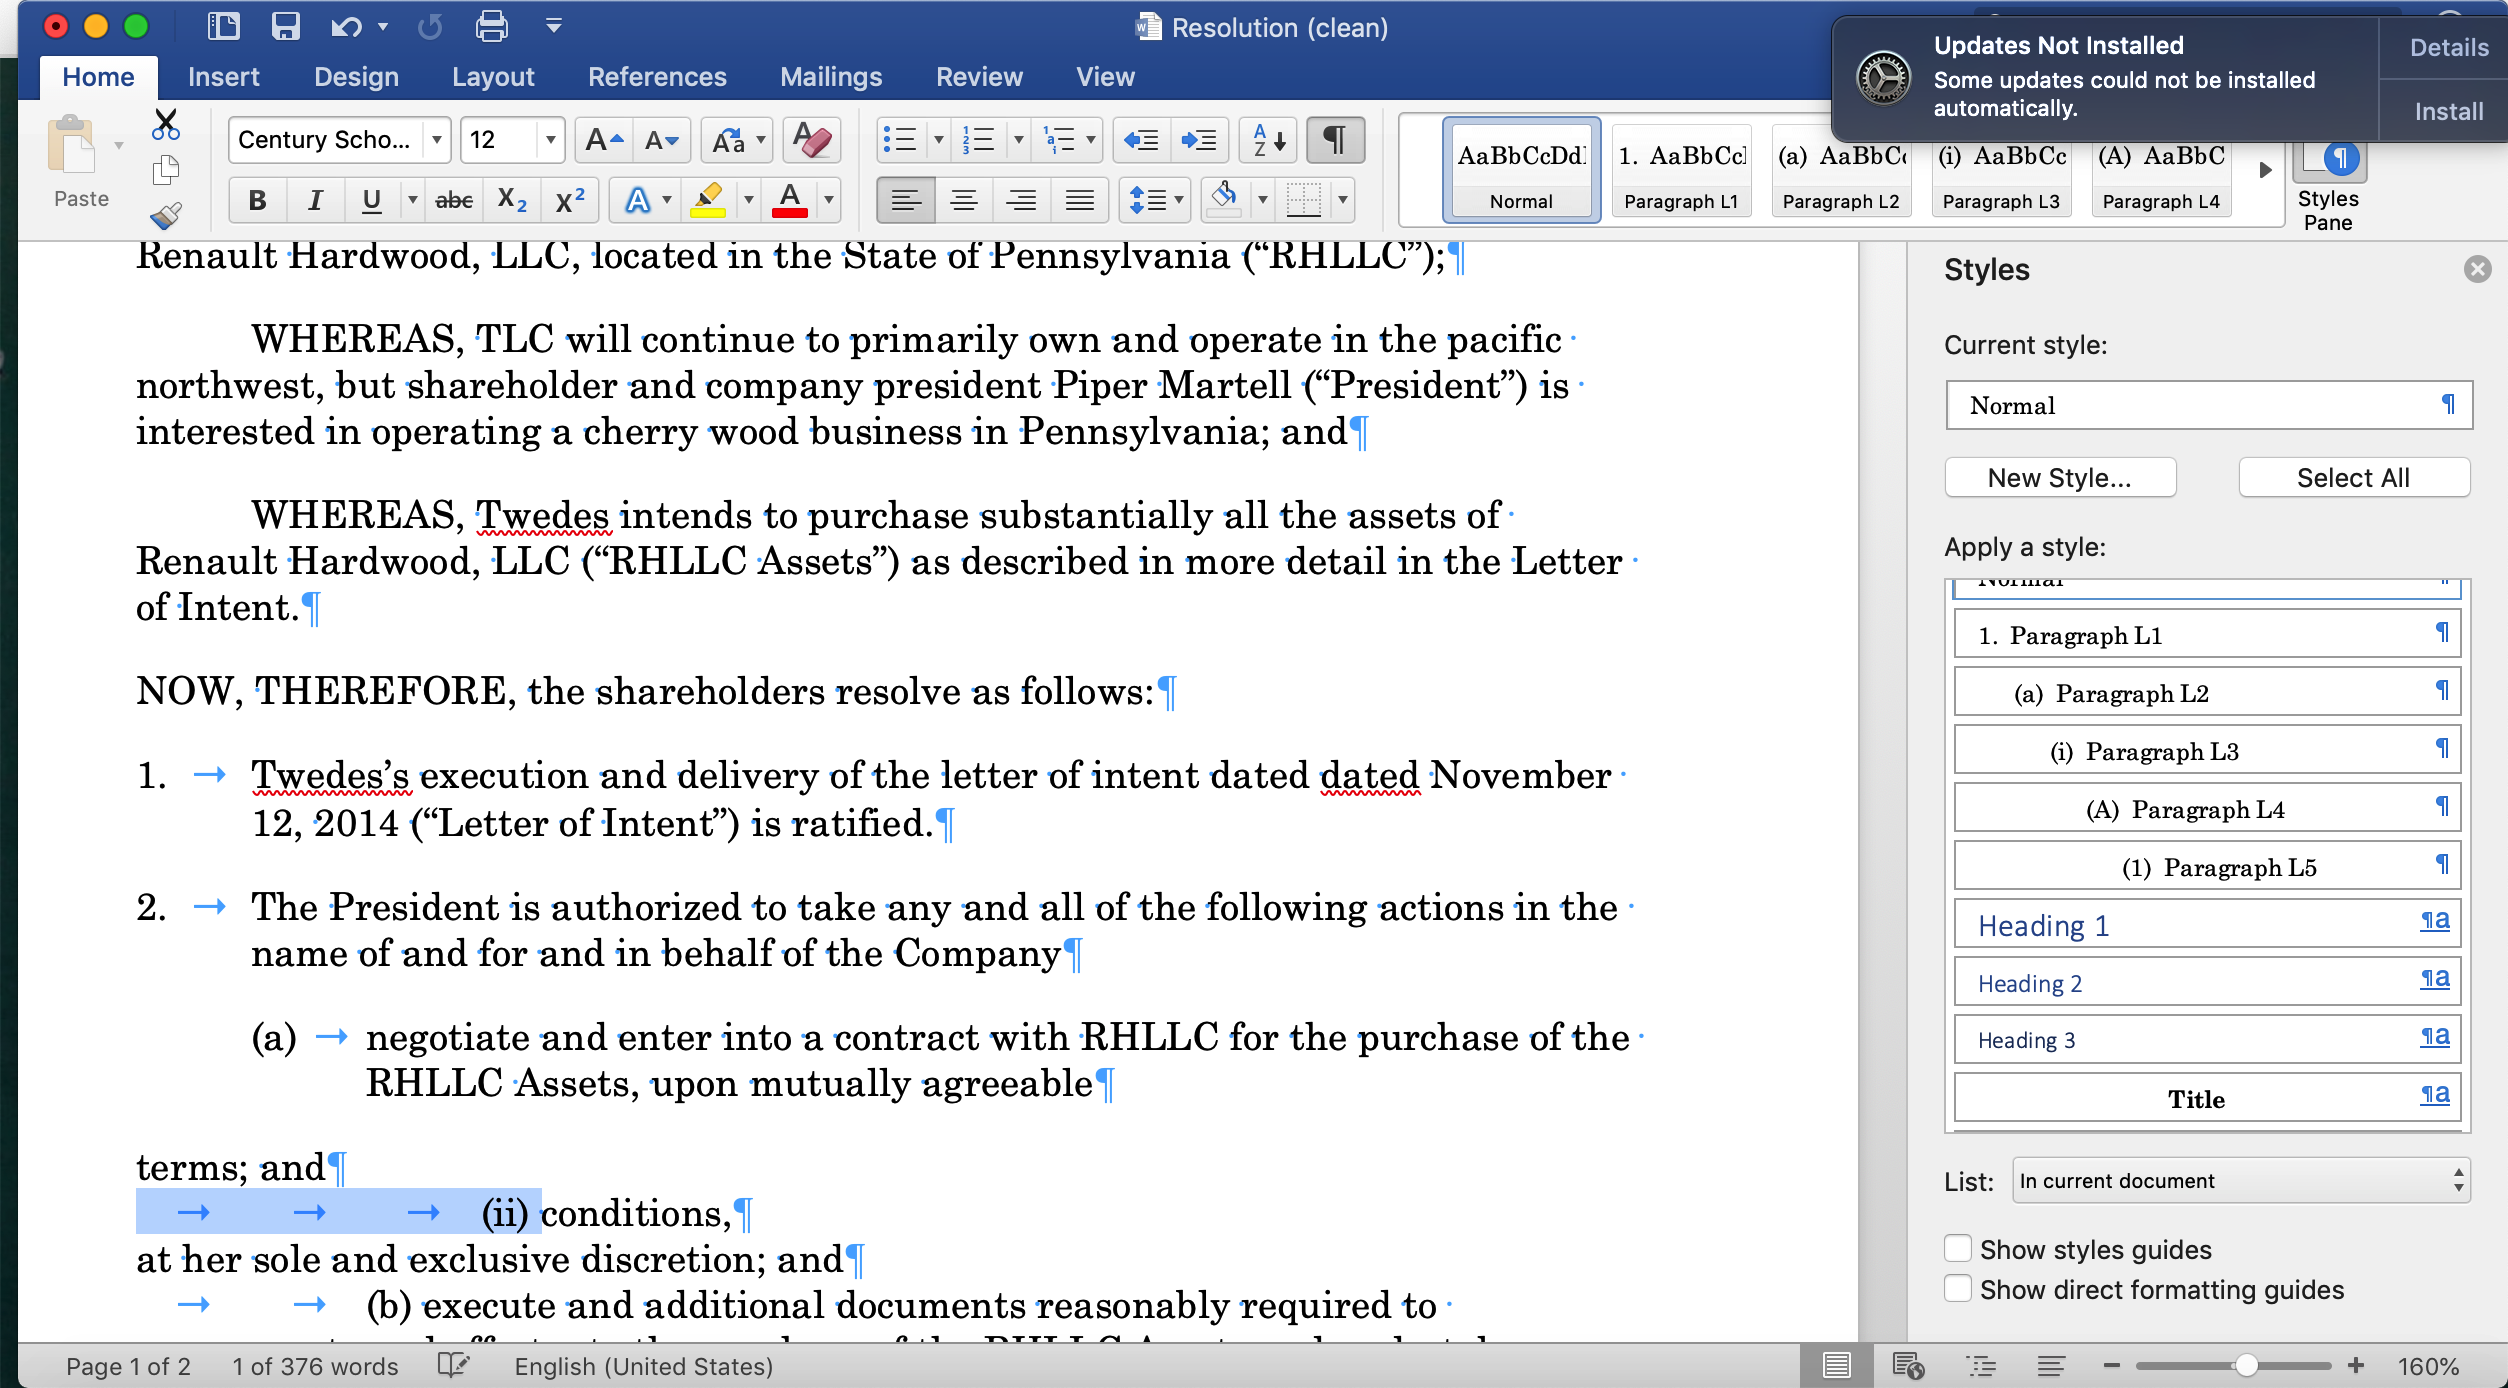 Resolution (clean)
Updates Not Installed
Some updates could not be installed
automatically.
Details
Install
Home Insert Design Layout References Mailings Review View
Paste
Century Scho... 12
AaBbCcDd
Normal
1. AaBbCc
Paragraph L1
(a) AaBbC
Paragraph L2
(i) AaBbCc
Paragraph L3
(A) AaBbC
Paragraph L4
Styles
Pane
Renault Hardwood, LLC, located in the State of Pennsylvania (“RHLLC”);¶
WHEREAS, TLC will continue to primarily own and operate in the pacific
northwest, but shareholder and company president Piper Martell (“President”) is
interested in operating a cherry wood business in Pennsylvania; and¶
WHEREAS, Twedes intends to purchase substantially all the assets of
Renault Hardwood, LLC (“RHLLC Assets”) as described in more detail in the Letter
of Intent.¶
NOW, THEREFORE, the shareholders resolve as follows:¶
1. → Twedes’s execution and delivery of the letter of intent dated dated November
12, 2014 (“Letter of Intent”) is ratified.¶
2. → The President is authorized to take any and all of the following actions in the
name of and for and in behalf of the Company¶
(a) → negotiate and enter into a contract with RHLLC for the purchase of the
RHLLC Assets, upon mutually agreeable¶
terms; and¶
→ → → (ii) conditions,¶
at her sole and exclusive discretion; and¶
→ → (b) execute and additional documents reasonably required to
Styles
Current style:
Normal ¶
New Style... Select All
Apply a style:
Normal
1. Paragraph L1 ¶
(a) Paragraph L2 ¶
(i) Paragraph L3 ¶
(A) Paragraph L4 ¶
(1) Paragraph L5 ¶
Heading 1 ¶a
Heading 2 ¶a
Heading 3 ¶a
Title ¶a
List: In current document
Show styles guides
Show direct formatting guides
Page 1 of 2 1 of 376 words English (United States) 160%